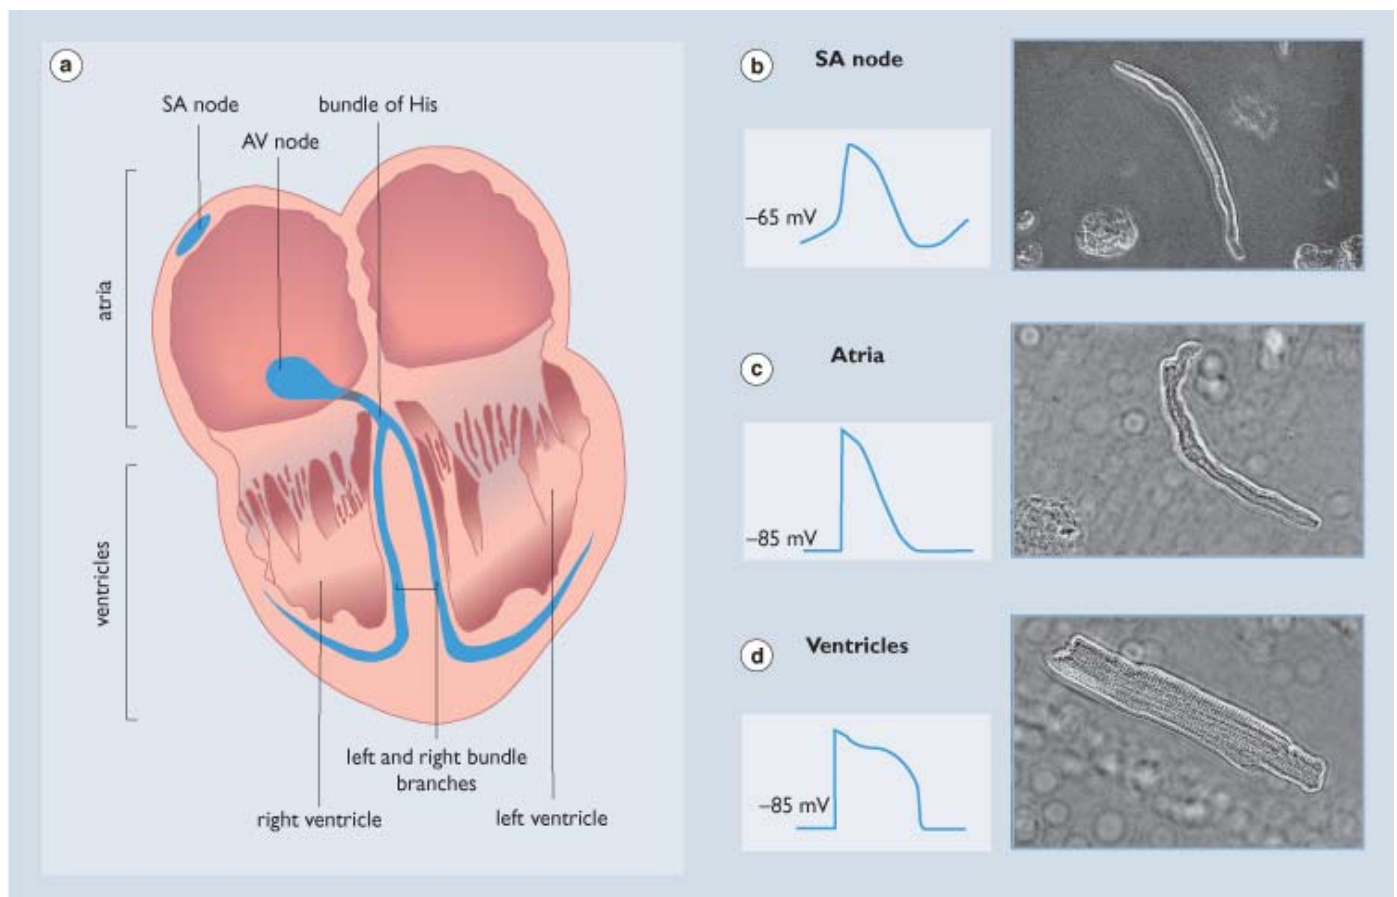 a
SA node
bundle of His
AV node
atria
ventricles
left and right bundle
branches
right ventricle
left ventricle
b
SA node
–65 mV
c
Atria
–85 mV
d
Ventricles
–85 mV